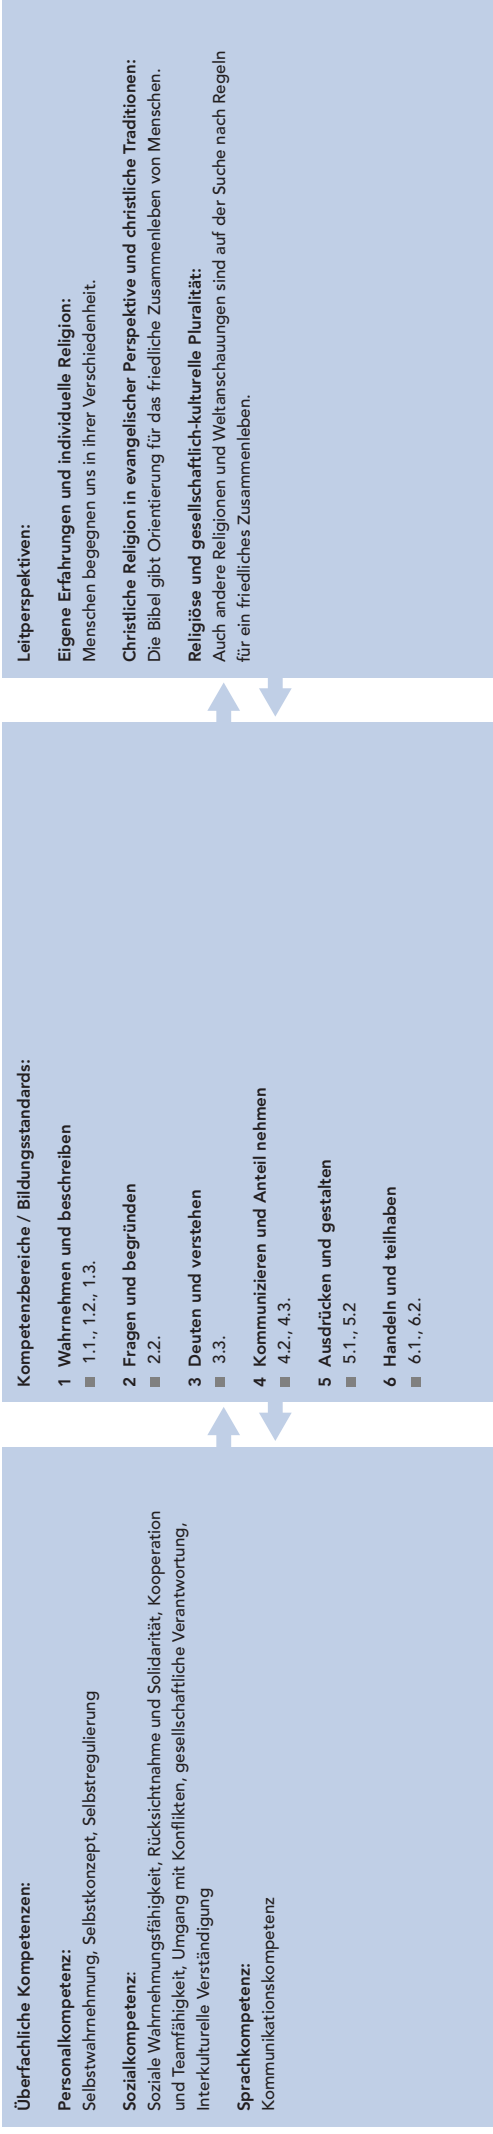 Überfachliche Kompetenzen:
Personalkompetenz:
Selbstwahrnehmung, Selbstkonzept, Selbstregulierung
Sozialkompetenz:
Soziale Wahrnehmungsfähigkeit, Rücksichtnahme und Solidarität, Kooperation
und Teamfähigkeit, Umgang mit Konflikten, gesellschaftliche Verantwortung,
Interkulturelle Verständigung
Sprachkompetenz:
Kommunikationskompetenz
Kompetenzbereiche / Bildungsstandards:
1 Wahrnehmen und beschreiben
■ 1.1., 1.2., 1.3.
2 Fragen und begründen
■ 2.2.
3 Deuten und verstehen
■ 3.3.
4 Kommunizieren und Anteil nehmen
■ 4.2., 4.3.
5 Ausdrücken und gestalten
■ 5.1., 5.2
6 Handeln und teilhaben
■ 6.1., 6.2.
Leitperspektiven:
Eigene Erfahrungen und individuelle Religion:
Menschen begegnen uns in ihrer Verschiedenheit.
Christliche Religion in evangelischer Perspektive und christliche Traditionen:
Die Bibel gibt Orientierung für das friedliche Zusammenleben von Menschen.
Religiöse und gesellschaftlich-kulturelle Pluralität:
Auch andere Religionen und Weltanschauungen sind auf der Suche nach Regeln
für ein friedliches Zusammenleben.